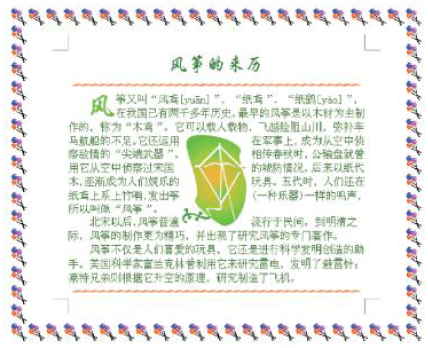 风筝的来历
风筝又叫“风鸢[yuān]”、“纸鸢”、“纸鹞[yào]”,
在我国已有两千多年历史。最早的风筝是以木材为主制
作的,称为“木鸢”。它可以载人载物,飞越险阻山川,弥补车
马航船的不足。它还运用在军事上,成为从空中侦
察敌情的“尖端武器”。相传春秋时,公输盘就曾
用它从空中侦察过宋国的城防情况。后来以纸代
木,逐渐成为人们娱乐的玩具。五代时,人们还在
纸鸢上系上竹哨,发出筝(一种乐器)一样的鸣声,
所以叫做“风筝”。
北宋以后,风筝普遍流行于民间,到明清之
际,风筝的制作更为精巧,并出现了研究风筝的专门著作。
风筝不仅是人们喜爱的玩具,它还是进行科学发明创造的助
手。美国科学家富兰克林曾利用它来研究雷电,发明了避雷针;
莱特兄弟则根据它升空的原理,研究制造了飞机。